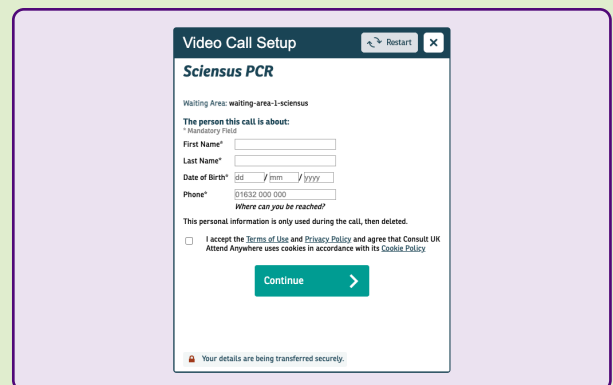 Video Call Setup
Restart
Sciensus PCR
Waiting Area: waiting-area-1-sciensus
The person this call is about:
* Mandatory Field
First Name*
Last Name*
Date of Birth* dd / mm / yyyy
Phone* 01632 000 000
Where can you be reached?
This personal information is only used during the call, then deleted.
I accept the Terms of Use and Privacy Policy and agree that Consult UK
Attend Anywhere uses cookies in accordance with its Cookie Policy
Continue
Your details are being transferred securely.